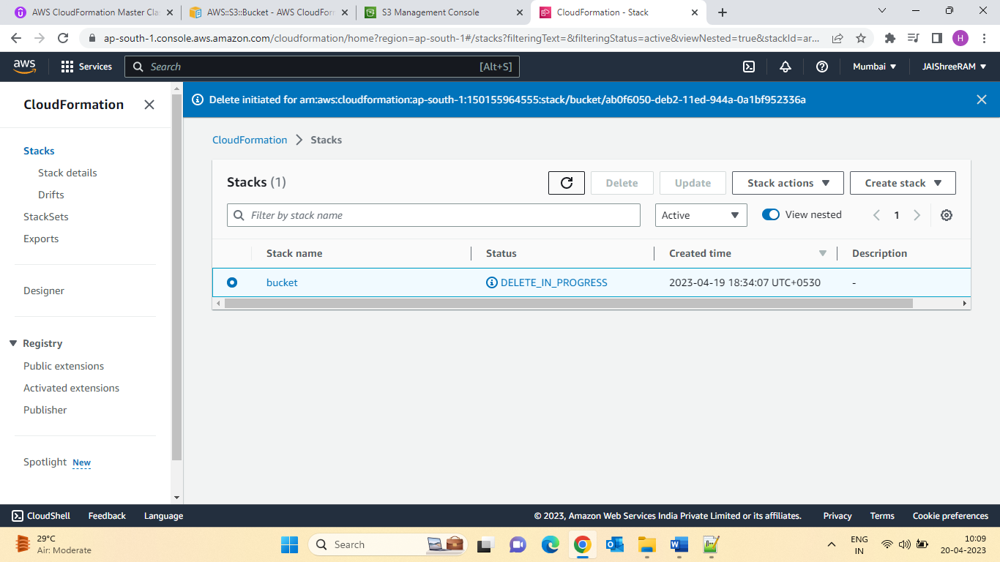 AWS CloudFormation Master Cla
AWS::S3::Bucket - AWS CloudForm
S3 Management Console
CloudFormation - Stack
ap-south-1.console.aws.amazon.com/cloudformation/home?region=ap-south-1#/stacks?filteringText=&filteringStatus=active&viewNested=true&stackId=ar...
H
aws
Services
Search
[Alt+S]
Mumbai
JAIShreeRAM
CloudFormation
Stacks
Stack details
Drifts
StackSets
Exports
Designer
Registry
Public extensions
Activated extensions
Publisher
Spotlight New
Delete initiated for arn:aws:cloudformation:ap-south-1:150155964555:stack/bucket/ab0f6050-deb2-11ed-944a-0a1bf952336a
CloudFormation > Stacks
Stacks (1)
Delete
Update
Stack actions
Create stack
Filter by stack name
Active
View nested
1
Stack name Status Created time Description
bucket DELETE_IN_PROGRESS 2023-04-19 18:34:07 UTC+0530 -
CloudShell Feedback Language
© 2023, Amazon Web Services India Private Limited or its affiliates.
Privacy Terms Cookie preferences
29°C
Air: Moderate
Search
ENG
IN
10:09
20-04-2023